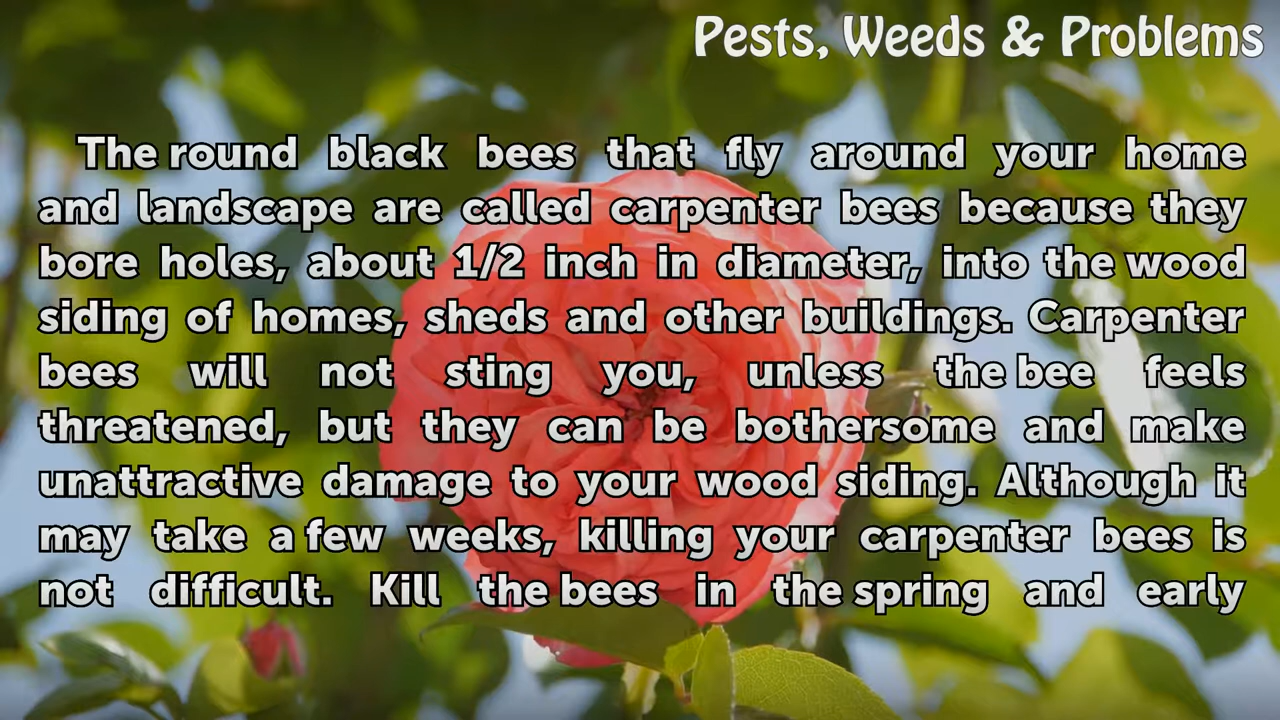 Pests, Weeds & Problems
The round black bees that fly around your home
and landscape are called carpenter bees because they
bore holes, about 1/2 inch in diameter, into the wood
siding of homes, sheds and other buildings. Carpenter
bees will not sting you, unless the bee feels
threatened, but they can be bothersome and make
unattractive damage to your wood siding. Although it
may take a few weeks, killing your carpenter bees is
not difficult. Kill the bees in the spring and early